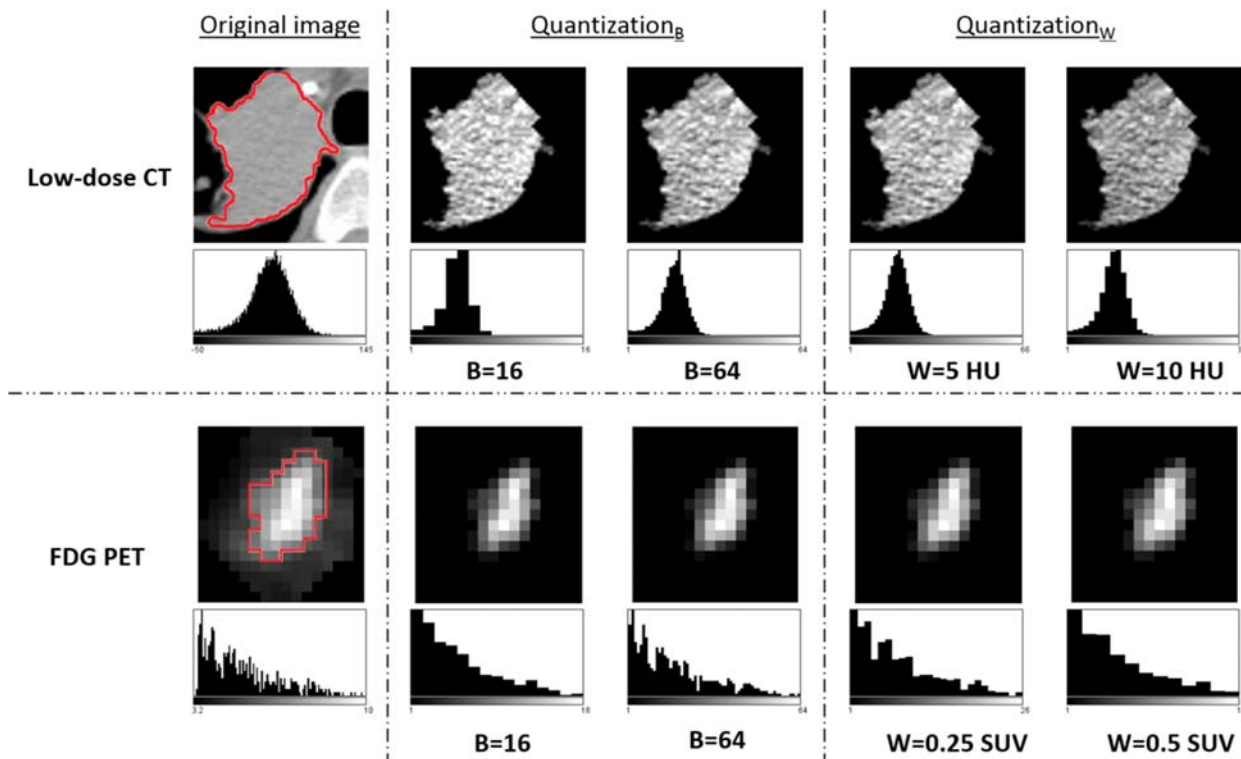 Original image Quantization_B Quantization_W
Low-dose CT
-50 145 1 16 1 64 1 66 1
B=16 B=64 W=5 HU W=10 HU
FDG PET
3.2 10 1 16 1 64 1 26 1
B=16 B=64 W=0.25 SUV W=0.5 SUV